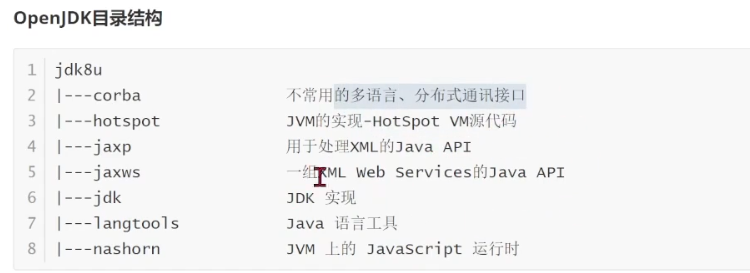 OpenJDK目录结构
1 jdk8u
2 |---corba 不常用的多语言、分布式通讯接口
3 |---hotspot JVM的实现-HotSpot VM源代码
4 |---jaxp 用于处理XML的Java API
5 |---jaxws 一组XML Web Services的Java API
6 |---jdk JDK 实现
7 |---langtools Java 语言工具
8 |---nashorn JVM 上的 JavaScript 运行时